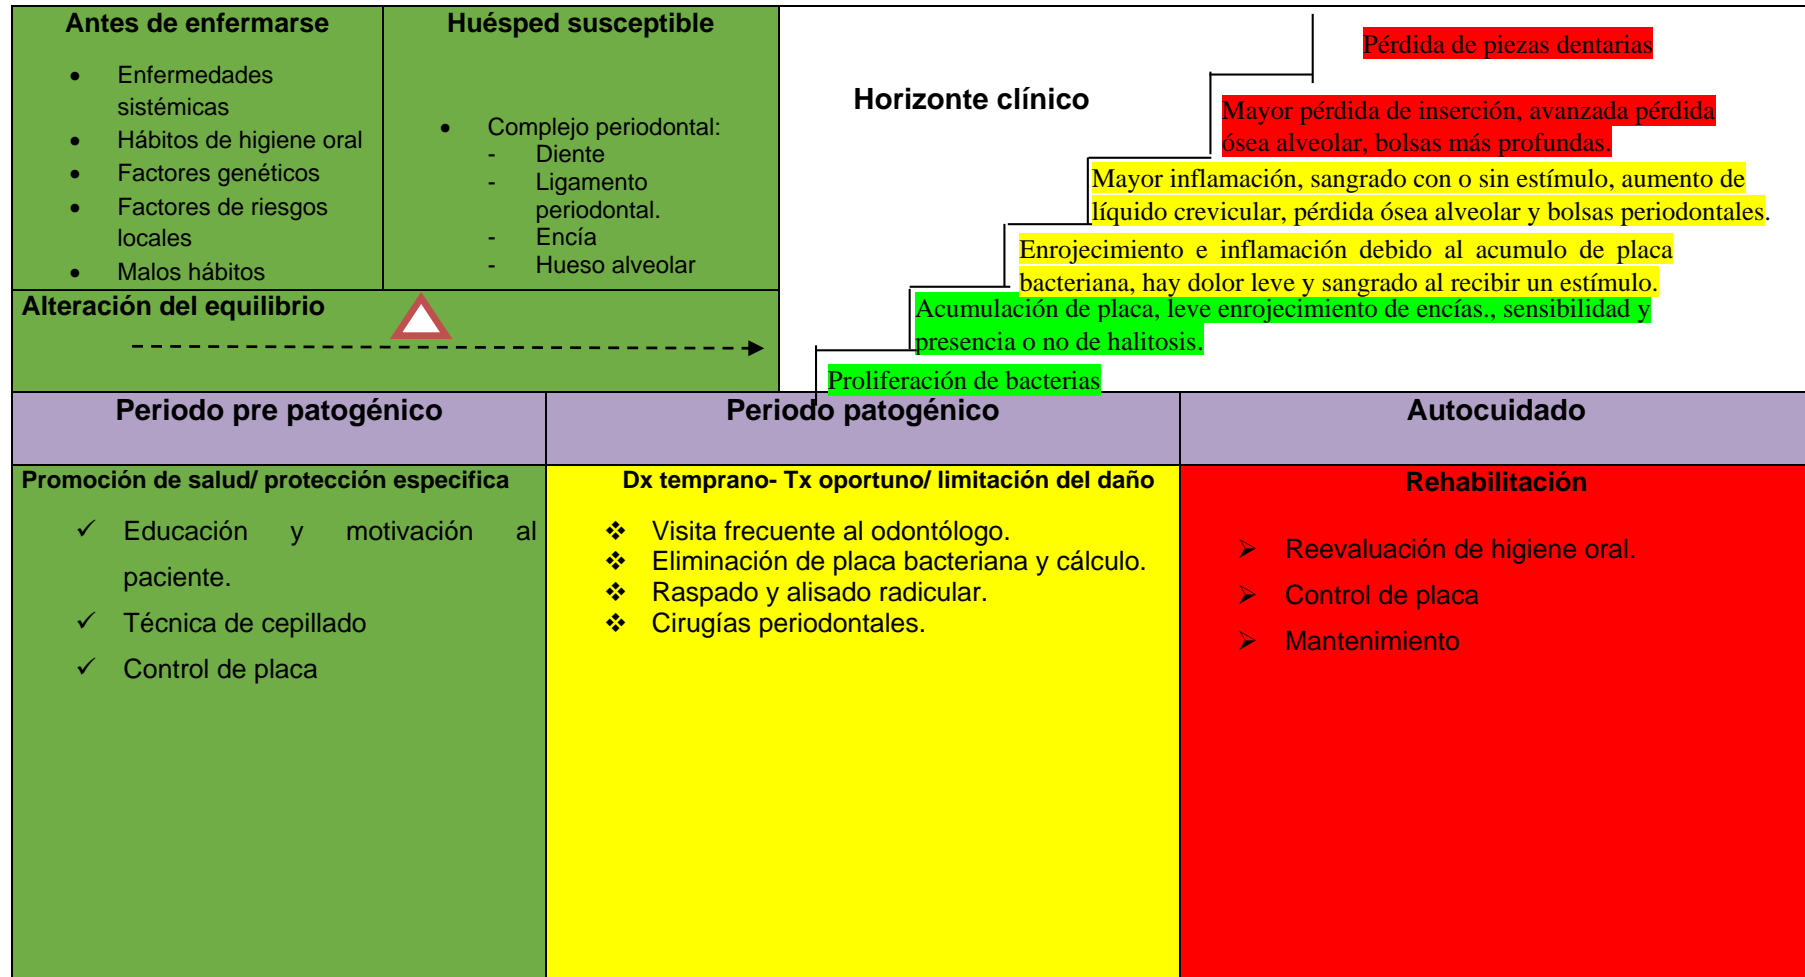 Antes de enfermarse
• Enfermedades
sistémicas
• Hábitos de higiene oral
• Factores genéticos
• Factores de riesgos
locales
• Malos hábitos
Huésped susceptible
• Complejo periodontal:
- Diente
- Ligamento
periodontal.
- Encía
- Hueso alveolar
Alteración del equilibrio
Horizonte clínico
Pérdida de piezas dentarias
Mayor pérdida de inserción, avanzada pérdida
ósea alveolar, bolsas más profundas.
Mayor inflamación, sangrado con o sin estímulo, aumento de
líquido crevicular, pérdida ósea alveolar y bolsas periodontales.
Enrojecimiento e inflamación debido al acumulo de placa
bacteriana, hay dolor leve y sangrado al recibir un estímulo.
Acumulación de placa, leve enrojecimiento de encías., sensibilidad y
presencia o no de halitosis.
Proliferación de bacterias
Periodo pre patogénico
Periodo patogénico
Autocuidado
Promoción de salud/ protección especifica
✓ Educación y motivación al
paciente.
✓ Técnica de cepillado
✓ Control de placa
Dx temprano- Tx oportuno/ limitación del daño
❖ Visita frecuente al odontólogo.
❖ Eliminación de placa bacteriana y cálculo.
❖ Raspado y alisado radicular.
❖ Cirugías periodontales.
Rehabilitación
➢ Reevaluación de higiene oral.
➢ Control de placa
➢ Mantenimiento